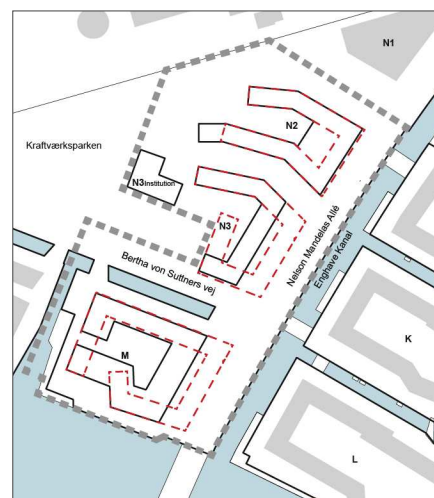 N1
N2
Kraftværksparken
N3Institution
N3
Nelson Mandelas Allé
Enghave Kanal
Bertha von Suttners vej
K
M
L